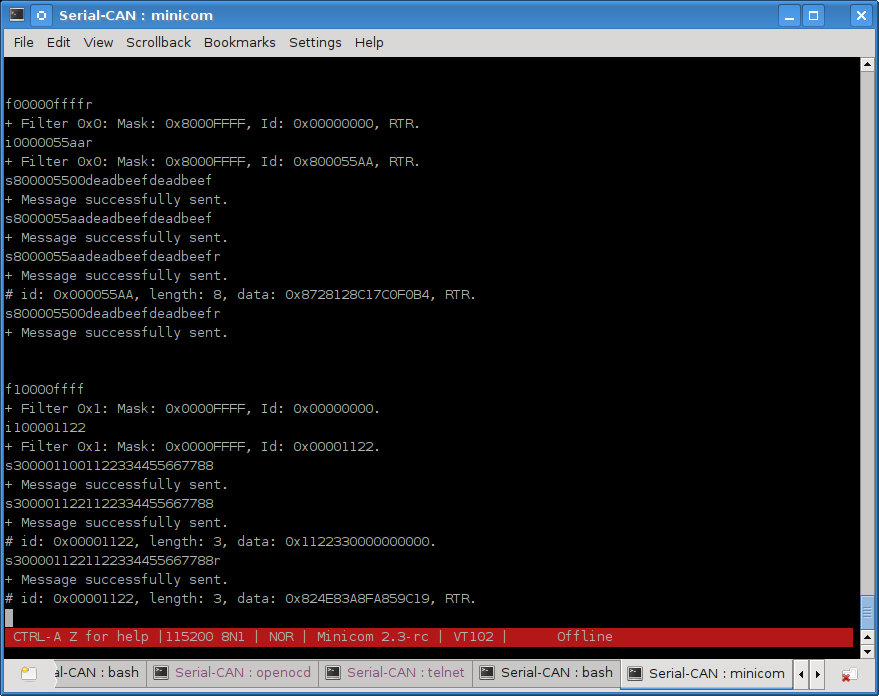 Serial-CAN : minicom
File Edit View Scrollback Bookmarks Settings Help
f00000ffffr
+ Filter 0x0: Mask: 0x8000FFFF, Id: 0x00000000, RTR.
i0000055aar
+ Filter 0x0: Mask: 0x8000FFFF, Id: 0x800055AA, RTR.
s800005500deadbeefdeadbeef
+ Message successfully sent.
s8000055aadeadbeefdeadbeef
+ Message successfully sent.
s8000055aadeadbeefdeadbeefr
+ Message successfully sent.
# id: 0x000055AA, length: 8, data: 0x8728128C17C0F0B4, RTR.
s800005500deadbeefdeadbeefr
+ Message successfully sent.
f10000ffff
+ Filter 0x1: Mask: 0x0000FFFF, Id: 0x00000000.
i100001122
+ Filter 0x1: Mask: 0x0000FFFF, Id: 0x00001122.
s3000011001122334455667788
+ Message successfully sent.
s3000011221122334455667788
+ Message successfully sent.
# id: 0x00001122, length: 3, data: 0x1122330000000000.
s3000011221122334455667788r
+ Message successfully sent.
# id: 0x00001122, length: 3, data: 0x824E83A8FA859C19, RTR.
CTRL-A Z for help |115200 8N1 | NOR | Minicom 2.3-rc | VT102 | Offline
al-CAN : bash Serial-CAN : openocd Serial-CAN : telnet Serial-CAN : bash Serial-CAN : minicom